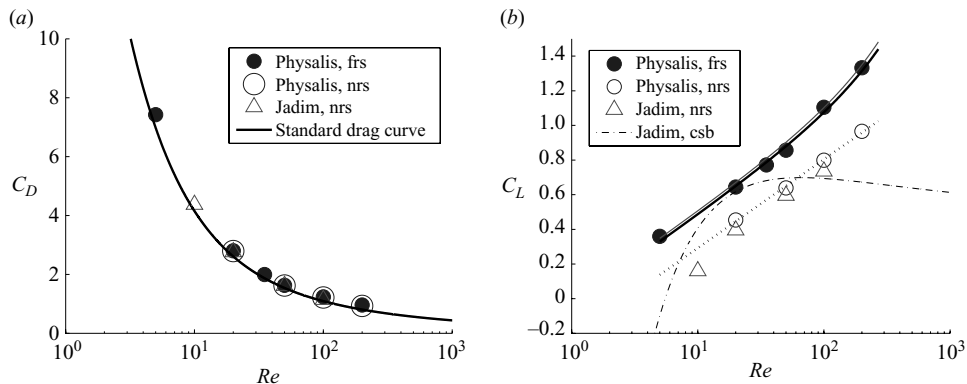 (a)
10
8
6
4
2
0
C_D
10^0
10^1
10^2
10^3
Re
Physalis, frs
Physalis, nrs
Jadim, nrs
Standard drag curve
(b)
1.4
1.2
1.0
0.8
0.6
0.4
0.2
0
–0.2
C_L
10^0
10^1
10^2
10^3
Re
Physalis, frs
Physalis, nrs
Jadim, nrs
Jadim, csb